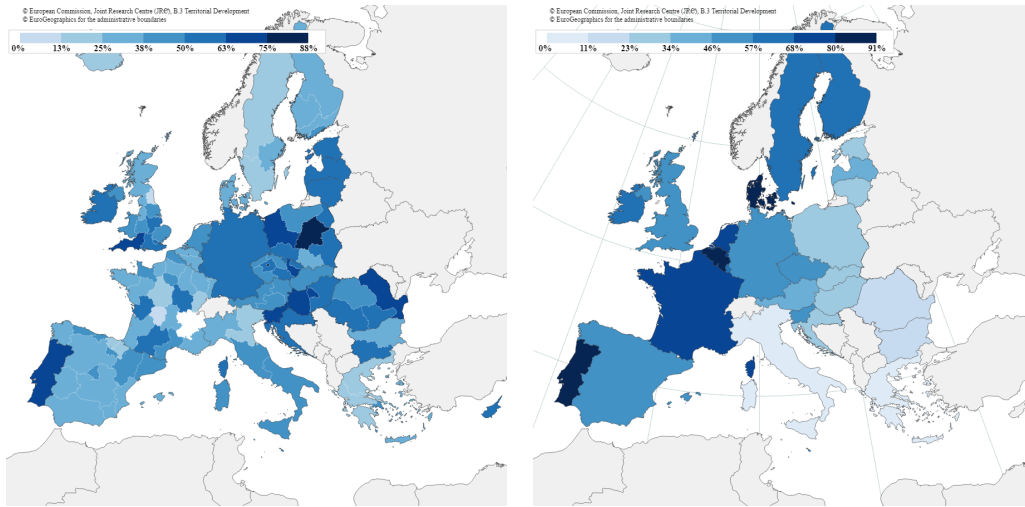 © European Commission, Joint Research Centre (JRC), B.3 Territorial Development
© EuroGeographics for the administrative boundaries
0% 13% 25% 38% 50% 63% 75% 88%
© European Commission, Joint Research Centre (JRC), B.3 Territorial Development
© EuroGeographics for the administrative boundaries
0% 11% 23% 34% 46% 57% 68% 80% 91%